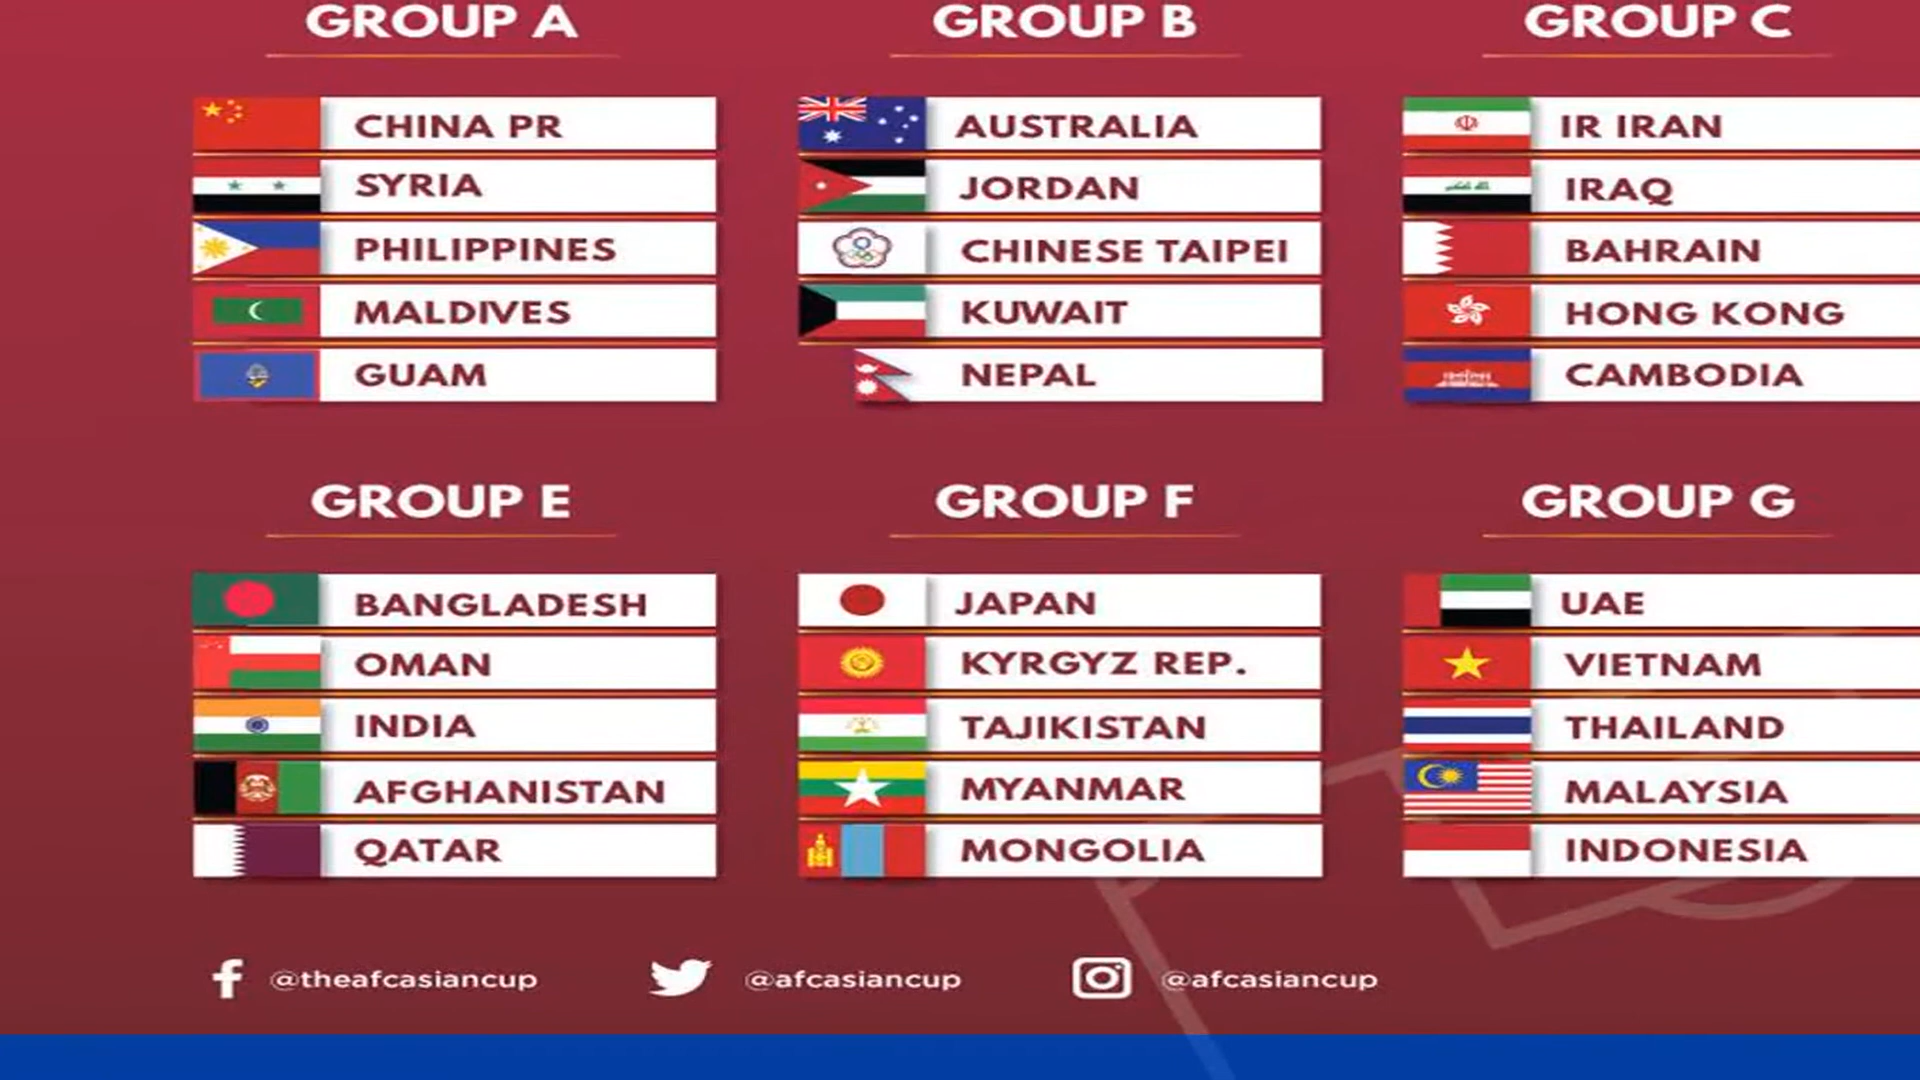 GROUP A
CHINA PR
SYRIA
PHILIPPINES
MALDIVES
GUAM
GROUP B
AUSTRALIA
JORDAN
CHINESE TAIPEI
KUWAIT
NEPAL
GROUP C
IR IRAN
IRAQ
BAHRAIN
HONG KONG
CAMBODIA
GROUP E
BANGLADESH
OMAN
INDIA
AFGHANISTAN
QATAR
GROUP F
JAPAN
KYRGYZ REP.
TAJIKISTAN
MYANMAR
MONGOLIA
GROUP G
UAE
VIETNAM
THAILAND
MALAYSIA
INDONESIA
@theafcasiancup
@afcasiancup
@afcasiancup